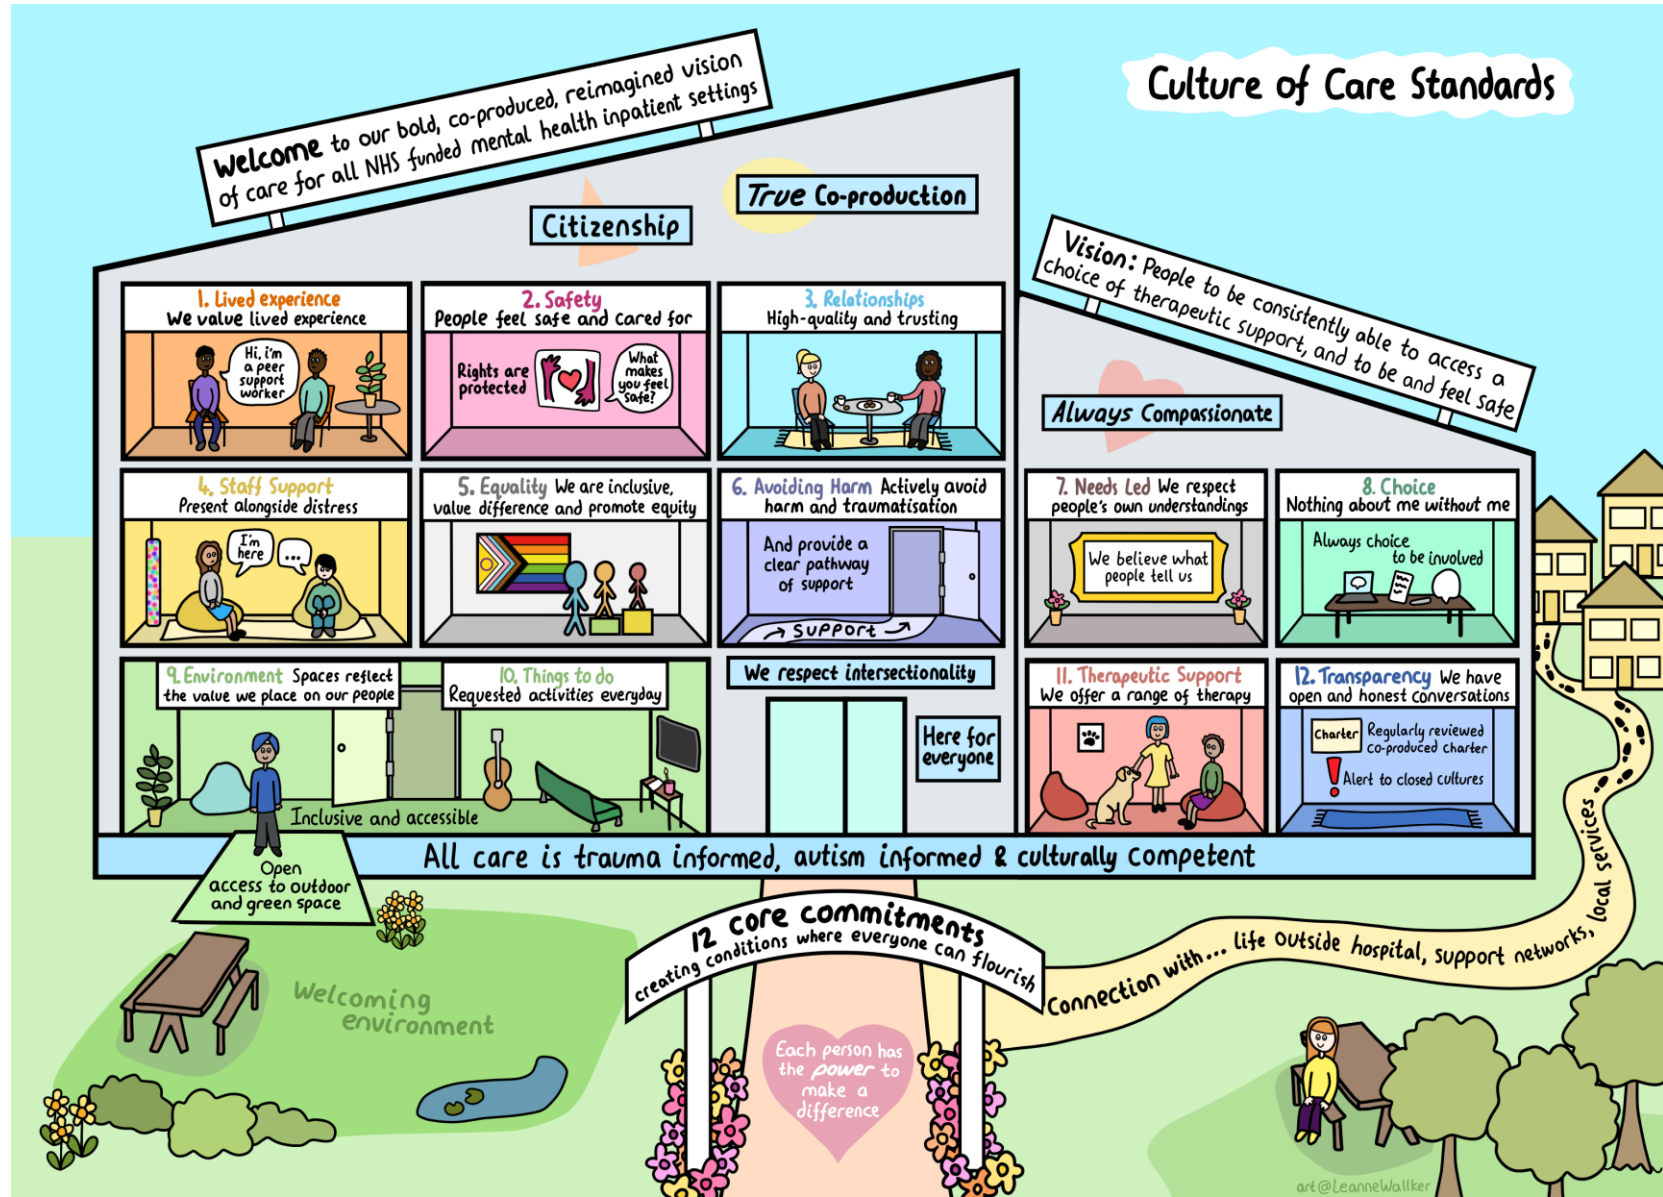 Culture of Care Standards
Welcome to our bold, co-produced, reimagined vision
of care for all NHS funded mental health inpatient settings
Citizenship
True Co-production
Vision: People to be consistently able to access a
choice of therapeutic support, and to be and feel safe
Always Compassionate
1. Lived experience
We value lived experience
Hi, i'm
a peer
support
worker
2. Safety
People feel safe and cared for
Rights are
protected
What
makes
you feel
safe?
3. Relationships
High-quality and trusting
4. Staff Support
Present alongside distress
I'm
here
...
5. Equality We are inclusive,
value difference and promote equity
6. Avoiding Harm Actively avoid
harm and traumatisation
And provide a
clear pathway
of support
→ Support →
7. Needs Led We respect
people's own understandings
We believe what
people tell us
8. Choice
Nothing about me without me
Always choice
to be involved
9. Environment Spaces reflect
the value we place on our people
10. Things to do
Requested activities everyday
Inclusive and accessible
Open
access to outdoor
and green space
We respect intersectionality
Here for
everyone
11. Therapeutic Support
We offer a range of therapy
12. Transparency We have
open and honest conversations
Charter
Regularly reviewed
co-produced charter
! Alert to closed cultures
All care is trauma informed, autism informed & culturally competent
12 core commitments
creating conditions where everyone can flourish
Connection with... life outside hospital, support networks, local services...
Welcoming
environment
Each person has
the power to
make a
difference
art@LeanneWallker